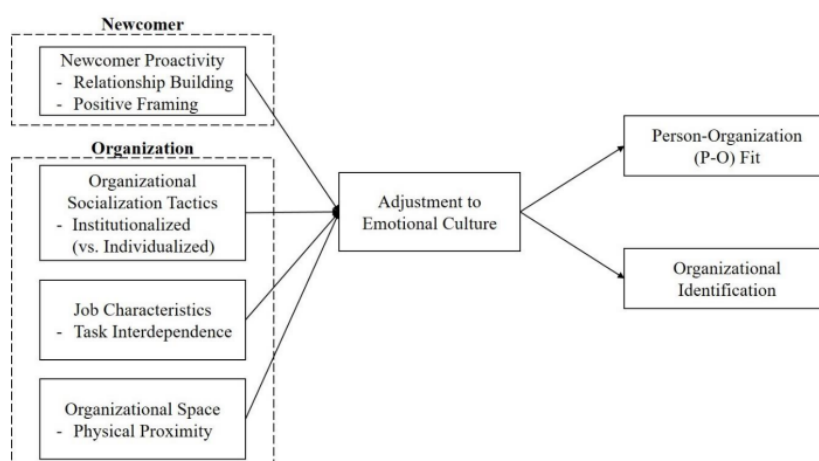 Newcomer
Newcomer Proactivity
- Relationship Building
- Positive Framing
Organization
Organizational
Socialization Tactics
- Institutionalized
(vs. Individualized)
Job Characteristics
- Task Interdependence
Organizational Space
- Physical Proximity
Adjustment to
Emotional Culture
Person-Organization
(P-O) Fit
Organizational
Identification